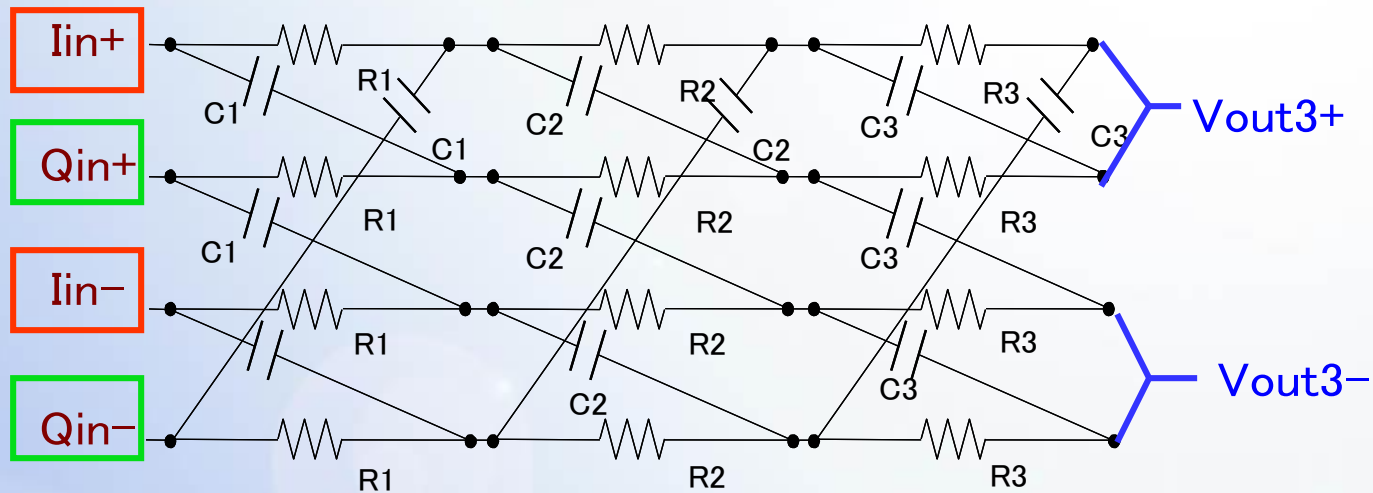 Iin+
R1
R2
R3
C1
C2
C3
C3
Vout3+
Qin+
C1
C2
R1
R2
R3
C1
C2
C3
Iin−
R1
R2
R3
C2
C3
Vout3−
Qin−
R1
R2
R3